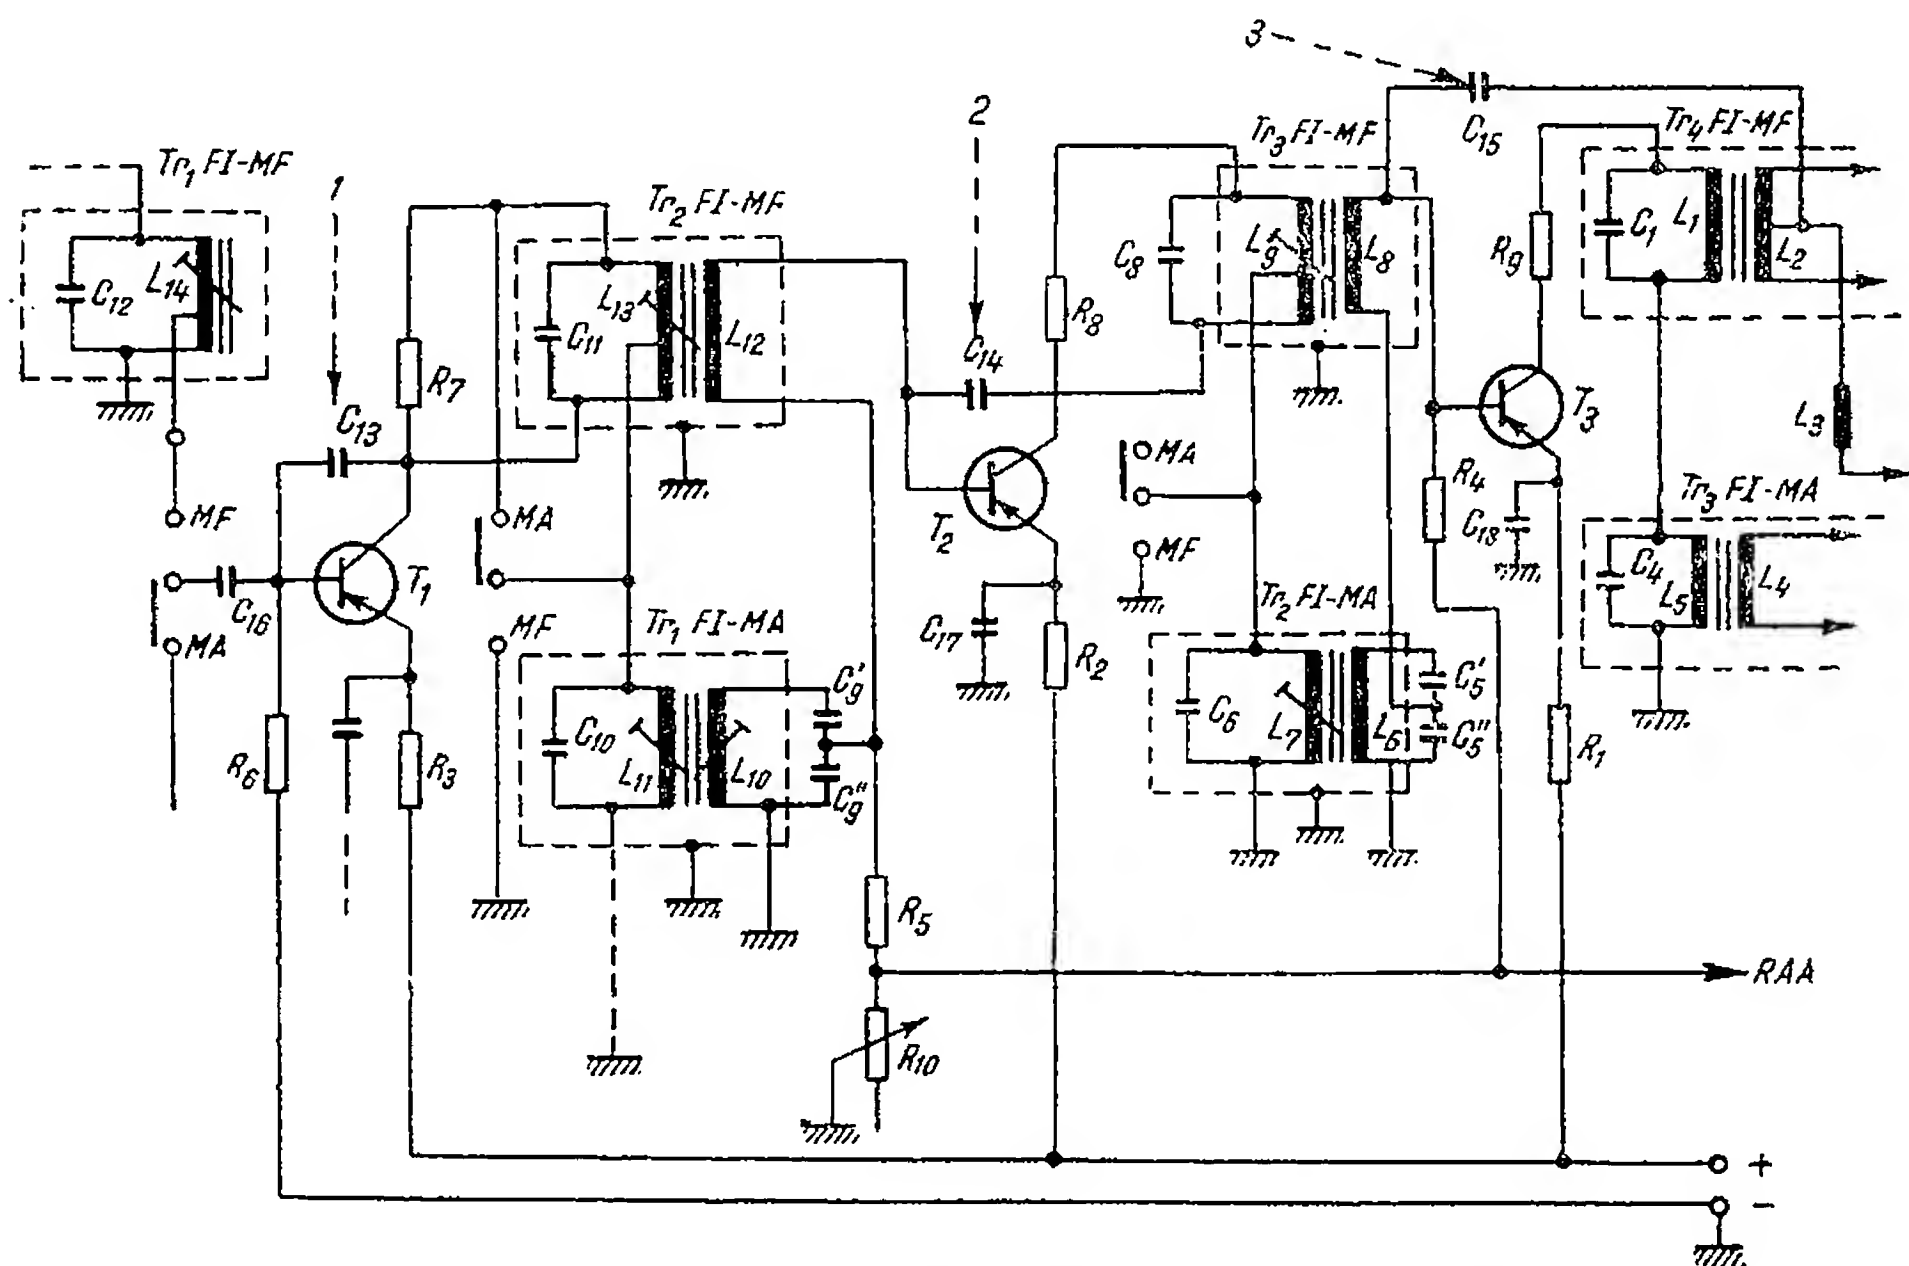 3
Tr₁ FI-MF
C₁₂
L₁₄
MF
MA
C₁₆
1
C₁₃
R₇
T₁
R₆
R₃
MA
MF
Tr₂ FI-MF
C₁₁
L₁₃
L₁₂
Tr₁ FI-MA
C₁₀
L₁₁
L₁₀
C₉'
C₉"
R₅
R₁₀
2
C₁₄
R₈
T₂
C₁₇
R₂
Tr₃ FI-MF
C₈
L₉
L₈
MA
MF
Tr₂ FI-MA
C₆
L₇
L₆
C₅'
C₅"
C₁₅
R₄
R₉
T₃
C₁₈
R₁
Tr₄ FI-MF
C₁
L₁
L₂
L₃
Tr₃ FI-MA
C₄
L₅
L₄
RAA
+
-